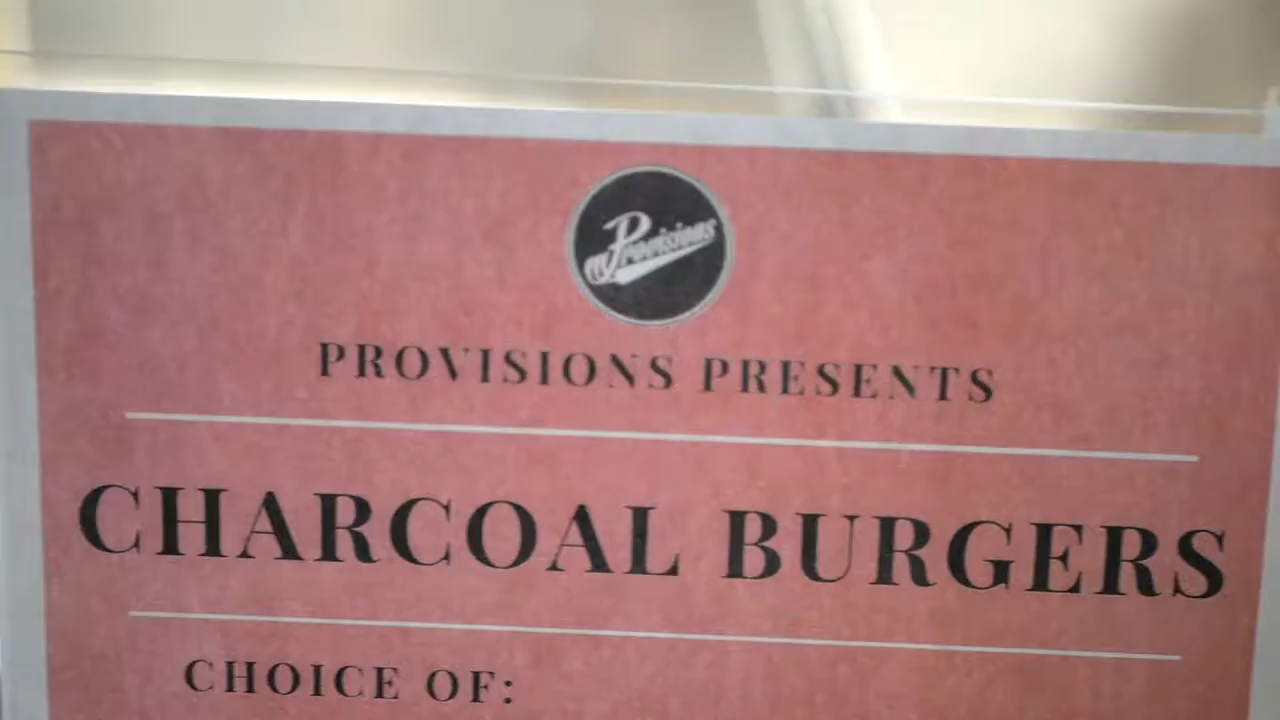 Provisions
PROVISIONS PRESENTS
CHARCOAL BURGERS
CHOICE OF: